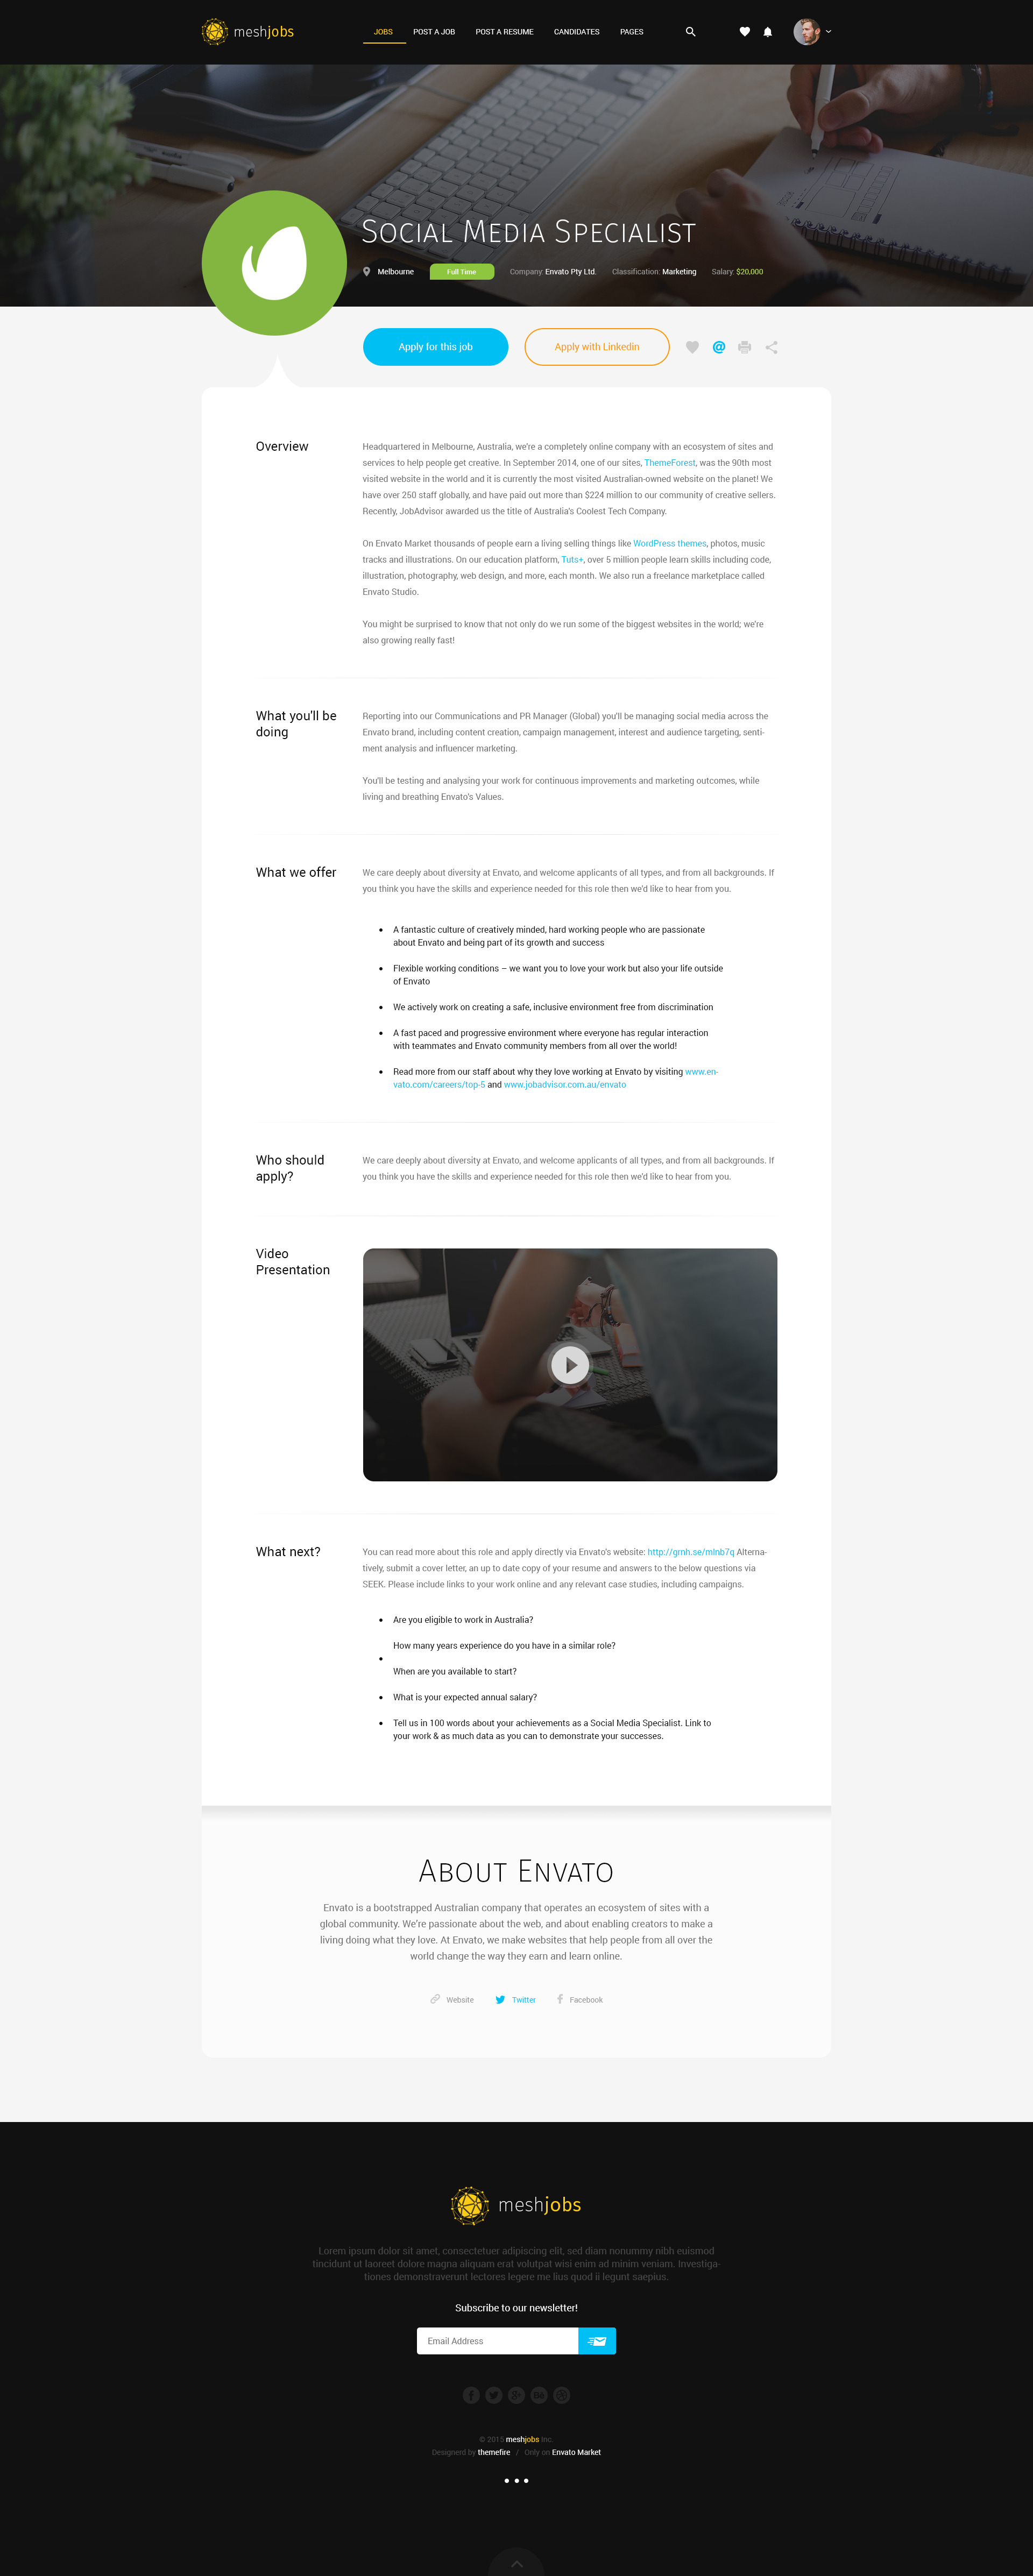 meshjobs
JOBS POST A JOB POST A RESUME CANDIDATES PAGES
Social Media Specialist
Melbourne Full Time Company: Envato Pty Ltd. Classification: Marketing Salary: $20,000
Apply for this job Apply with Linkedin
Overview
Headquartered in Melbourne, Australia, we're a completely online company with an ecosystem of sites and
services to help people get creative. In September 2014, one of our sites, ThemeForest, was the 90th most
visited website in the world and it is currently the most visited Australian-owned website on the planet! We
have over 250 staff globally, and have paid out more than $224 million to our community of creative sellers.
Recently, JobAdvisor awarded us the title of Australia's Coolest Tech Company.
On Envato Market thousands of people earn a living selling things like WordPress themes, photos, music
tracks and illustrations. On our education platform, Tuts+, over 5 million people learn skills including code,
illustration, photography, web design, and more, each month. We also run a freelance marketplace called
Envato Studio.
You might be surprised to know that not only do we run some of the biggest websites in the world; we're
also growing really fast!
What you'll be
doing
Reporting into our Communications and PR Manager (Global) you'll be managing social media across the
Envato brand, including content creation, campaign management, interest and audience targeting, senti-
ment analysis and influencer marketing.
You'll be testing and analysing your work for continuous improvements and marketing outcomes, while
living and breathing Envato's Values.
What we offer
We care deeply about diversity at Envato, and welcome applicants of all types, and from all backgrounds. If
you think you have the skills and experience needed for this role then we'd like to hear from you.
• A fantastic culture of creatively minded, hard working people who are passionate
about Envato and being part of its growth and success
• Flexible working conditions – we want you to love your work but also your life outside
of Envato
• We actively work on creating a safe, inclusive environment free from discrimination
• A fast paced and progressive environment where everyone has regular interaction
with teammates and Envato community members from all over the world!
• Read more from our staff about why they love working at Envato by visiting www.en-
vato.com/careers/top-5 and www.jobadvisor.com.au/envato
Who should
apply?
We care deeply about diversity at Envato, and welcome applicants of all types, and from all backgrounds. If
you think you have the skills and experience needed for this role then we'd like to hear from you.
Video
Presentation
What next?
You can read more about this role and apply directly via Envato's website: http://grnh.se/mlnb7q Alterna-
tively, submit a cover letter, an up to date copy of your resume and answers to the below questions via
SEEK. Please include links to your work online and any relevant case studies, including campaigns.
• Are you eligible to work in Australia?
How many years experience do you have in a similar role?
•
When are you available to start?
• What is your expected annual salary?
• Tell us in 100 words about your achievements as a Social Media Specialist. Link to
your work & as much data as you can to demonstrate your successes.
About Envato
Envato is a bootstrapped Australian company that operates an ecosystem of sites with a
global community. We're passionate about the web, and about enabling creators to make a
living doing what they love. At Envato, we make websites that help people from all over the
world change the way they earn and learn online.
Website Twitter Facebook
meshjobs
Lorem ipsum dolor sit amet, consectetuer adipiscing elit, sed diam nonummy nibh euismod
tincidunt ut laoreet dolore magna aliquam erat volutpat wisi enim ad minim veniam. Investiga-
tiones demonstraverunt lectores legere me lius quod ii legunt saepius.
Subscribe to our newsletter!
Email Address
© 2015 meshjobs Inc.
Designerd by themefire / Only on Envato Market